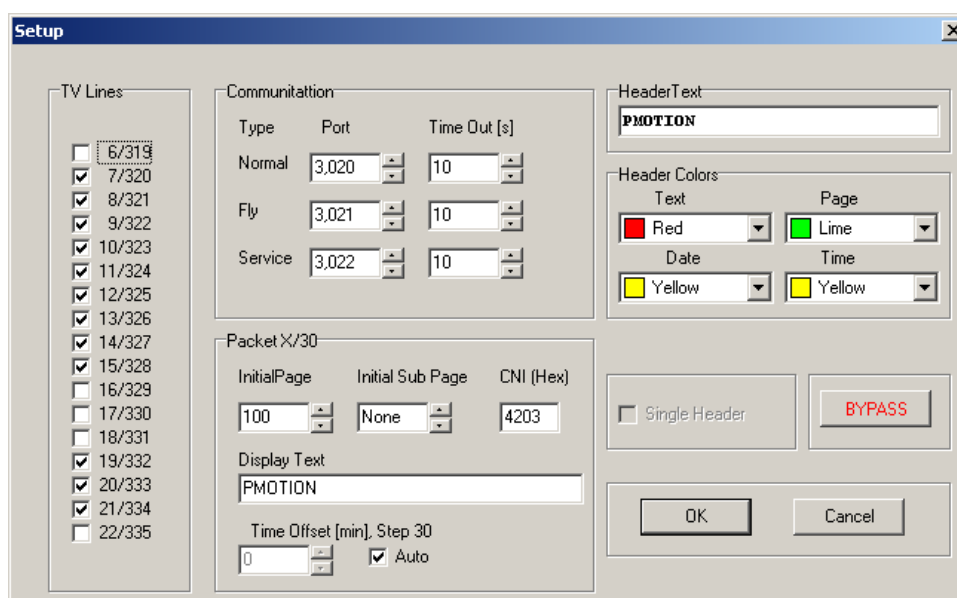 Setup
TV Lines
6/319
7/320
8/321
9/322
10/323
11/324
12/325
13/326
14/327
15/328
16/329
17/330
18/331
19/332
20/333
21/334
22/335
Communitattion
Type Port Time Out [s]
Normal 3,020 10
Fly 3,021 10
Service 3,022 10
Packet X/30
InitialPage Initial Sub Page CNI (Hex)
100 None 4203
Display Text
PMOTION
Time Offset [min], Step 30
0 Auto
HeaderText
PMOTION
Header Colors
Text Page
Red Lime
Date Time
Yellow Yellow
Single Header
BYPASS
OK Cancel